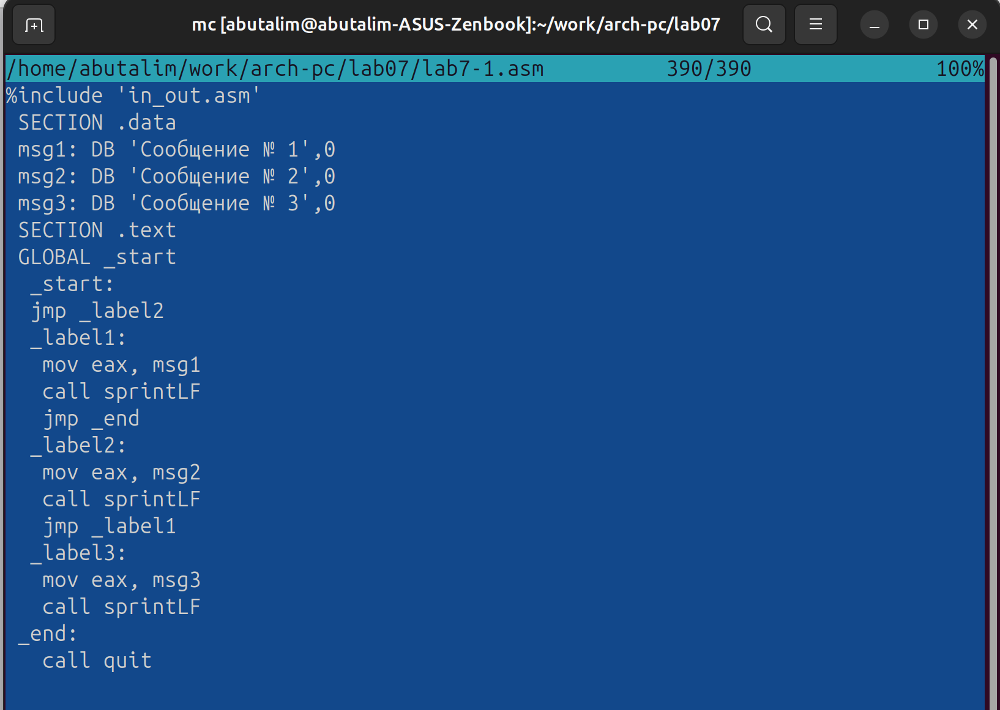 mc [abutalim@abutalim-ASUS-Zenbook]:~/work/arch-pc/lab07
/home/abutalim/work/arch-pc/lab07/lab7-1.asm 390/390 100%
%include 'in_out.asm'
SECTION .data
msg1: DB 'Сообщение № 1',0
msg2: DB 'Сообщение № 2',0
msg3: DB 'Сообщение № 3',0
SECTION .text
GLOBAL _start
_start:
jmp _label2
_label1:
mov eax, msg1
call sprintLF
jmp _end
_label2:
mov eax, msg2
call sprintLF
jmp _label1
_label3:
mov eax, msg3
call sprintLF
_end:
call quit